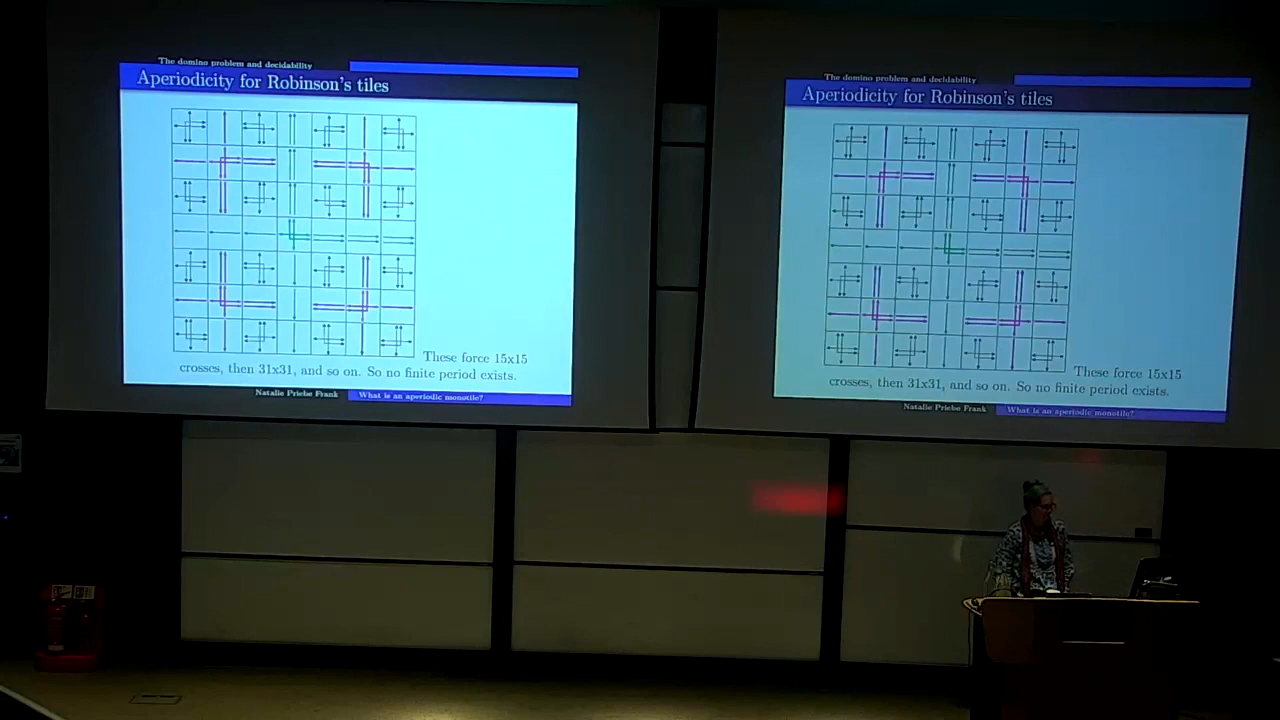 The domino problem and decidability
Aperiodicity for Robinson's tiles
These force 15x15
crosses, then 31x31, and so on. So no finite period exists.
Natalie Priebe Frank
What is an aperiodic monotile?
The domino problem and decidability
Aperiodicity for Robinson's tiles
These force 15x15
crosses, then 31x31, and so on. So no finite period exists.
Natalie Priebe Frank
What is an aperiodic monotile?